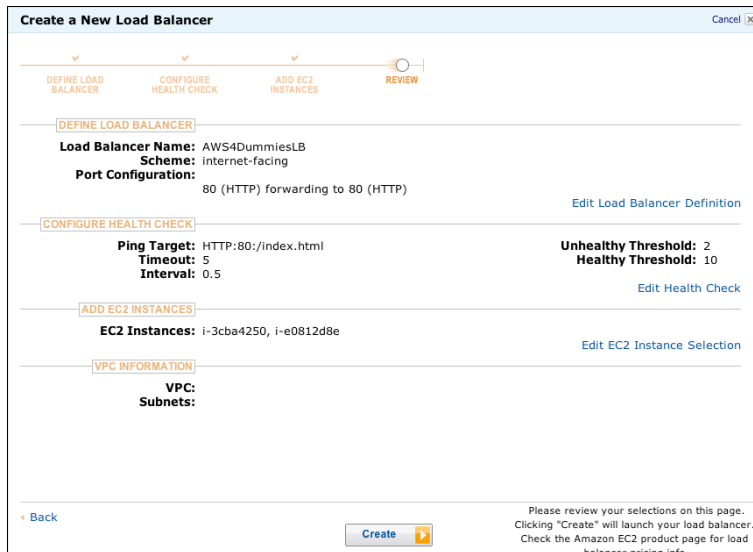 Create a New Load Balancer
Cancel
DEFINE LOAD
BALANCER
CONFIGURE
HEALTH CHECK
ADD EC2
INSTANCES
REVIEW
DEFINE LOAD BALANCER
Load Balancer Name: AWS4DummiesLB
Scheme: internet-facing
Port Configuration:
80 (HTTP) forwarding to 80 (HTTP)
Edit Load Balancer Definition
CONFIGURE HEALTH CHECK
Ping Target: HTTP:80:/index.html
Timeout: 5
Interval: 0.5
Unhealthy Threshold: 2
Healthy Threshold: 10
Edit Health Check
ADD EC2 INSTANCES
EC2 Instances: i-3cba4250, i-e0812d8e
Edit EC2 Instance Selection
VPC INFORMATION
VPC:
Subnets:
‹ Back
Create
Please review your selections on this page.
Clicking "Create" will launch your load balancer.
Check the Amazon EC2 product page for load
balancer pricing info